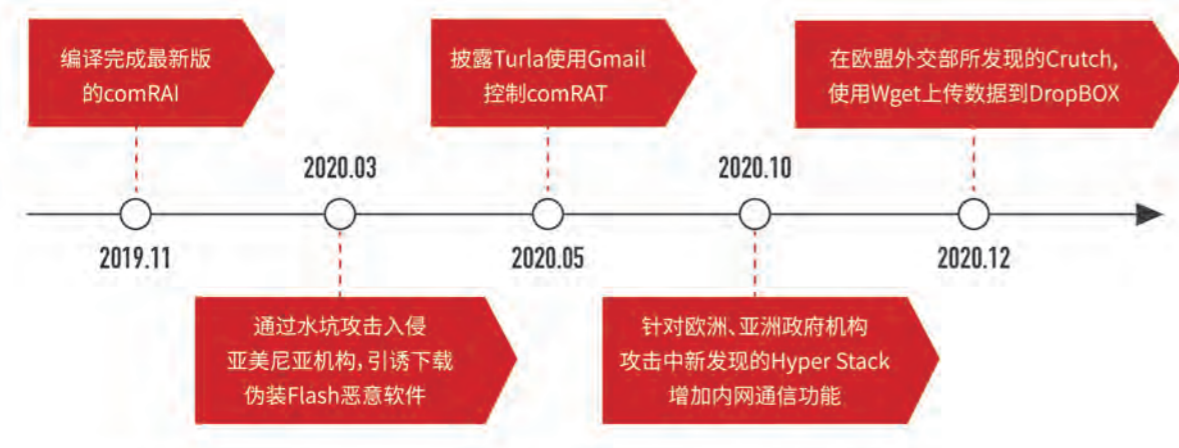 编译完成最新版
的comRAI
披露Turla使用Gmail
控制comRAT
在欧盟外交部所发现的Crutch,
使用Wget上传数据到DropBOX
2020.03
2020.10
2019.11
2020.05
2020.12
通过水坑攻击入侵
亚美尼亚机构,引诱下载
伪装Flash恶意软件
针对欧洲、亚洲政府机构
攻击中新发现的Hyper Stack
增加内网通信功能